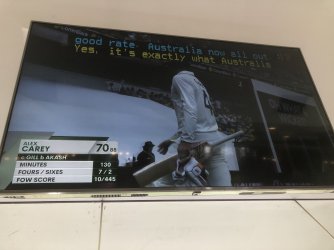 good rate. Australia now all out
Yes, it's exactly what Australia
ALEX
CAREY
70 88
c GILL b AKASH
MINUTES
130
FOURS / SIXES
7 / 2
FOW SCORE
10/445